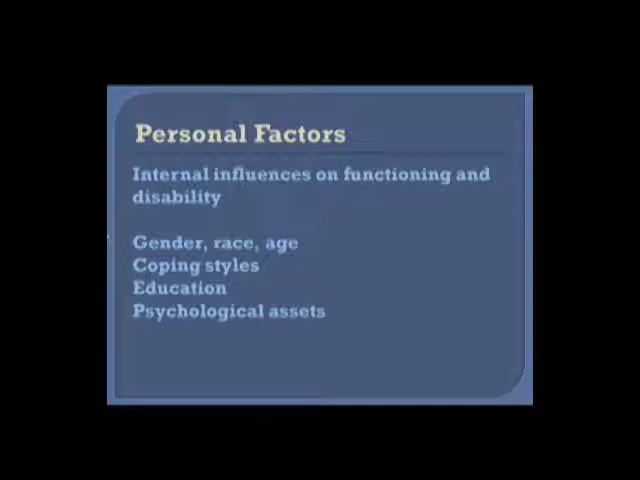 Personal Factors
Internal influences on functioning and
disability
Gender, race, age
Coping styles
Education
Psychological assets